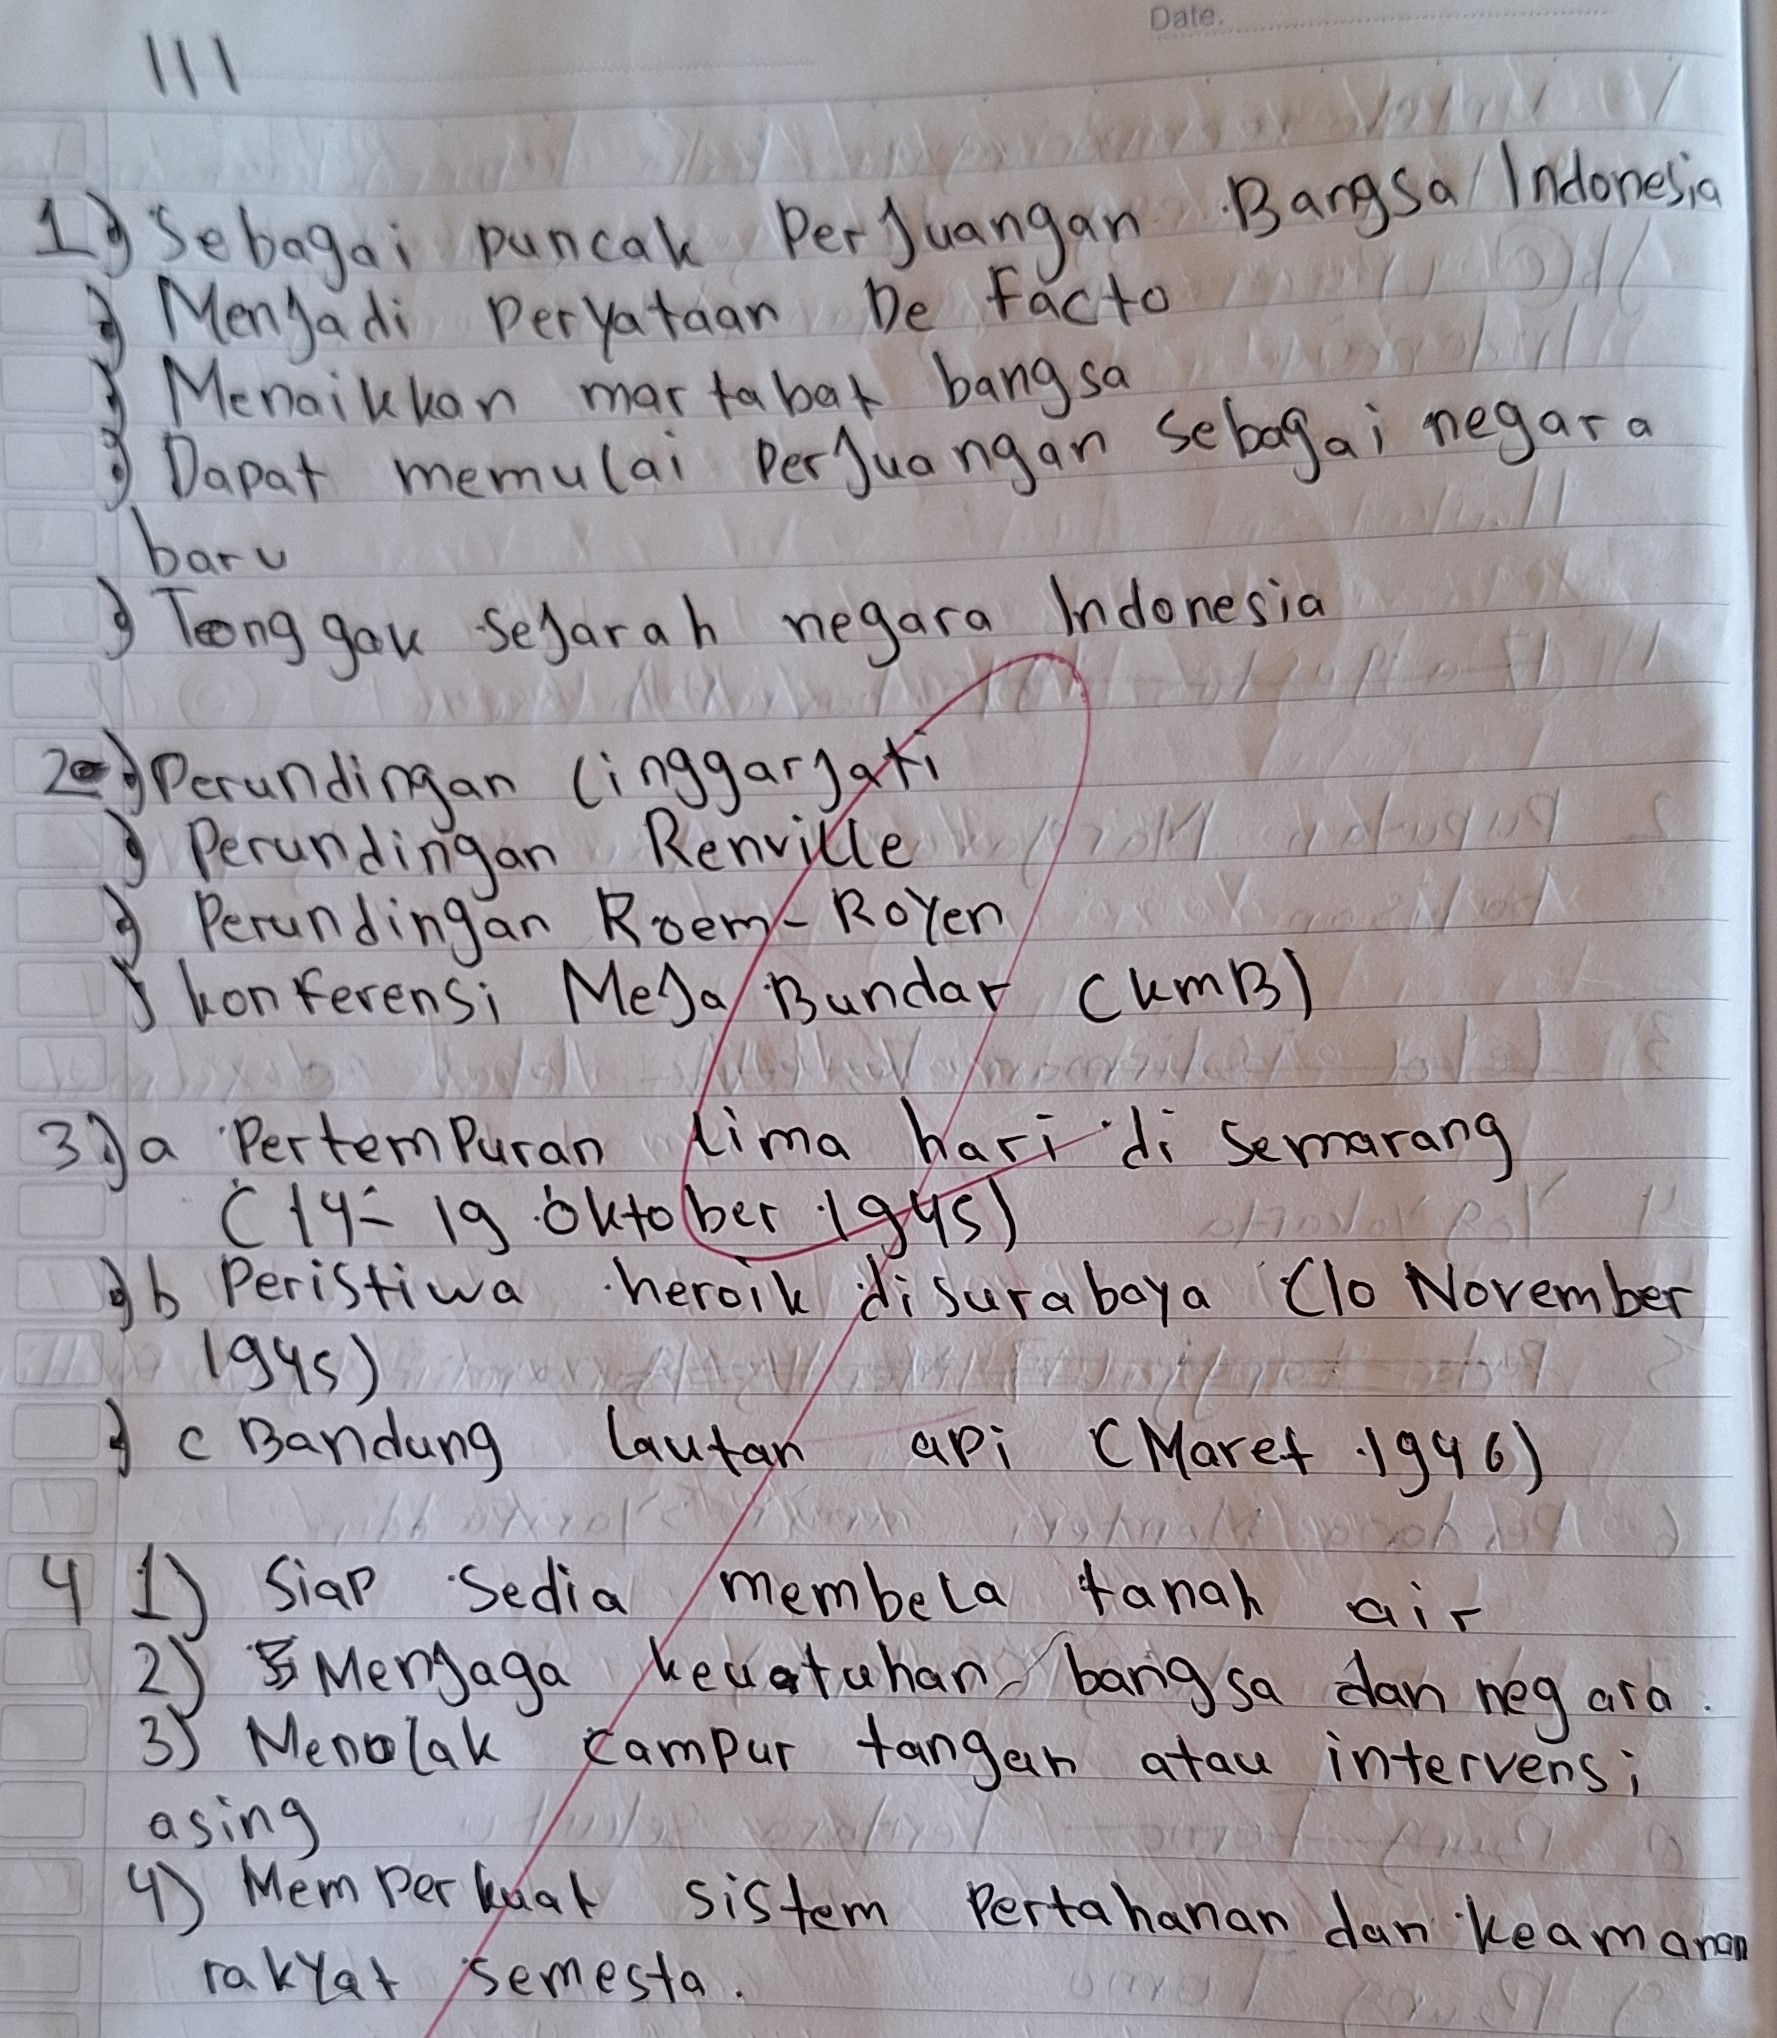 Date.
III
1) Sebagai puncak Perjuangan Bangsa Indonesia
) Menjadi Peryataan De Facto
) Menaikkan martabat bangsa
) Dapat memulai Perjuangan sebagai negara
baru
) Tonggak sejarah negara Indonesia
2) Perundingan linggarjati
) Perundingan Renville
) Perundingan Roem-Royen
) konferensi Meja Bundar (KMB)
3) a Pertempuran lima hari di Semarang
(14-19 Oktober 1945)
) b Peristiwa heroik di surabaya (10 November
1945)
) c Bandung lautan api (Maret 1946)
4 1) Siap Sedia membela tanah air
2) Menjaga keuatuhan bangsa dan negara.
3) Menolak campur tangan atau intervensi
asing
4) Memperkuat sistem Pertahanan dan keamanan
rakyat semesta.